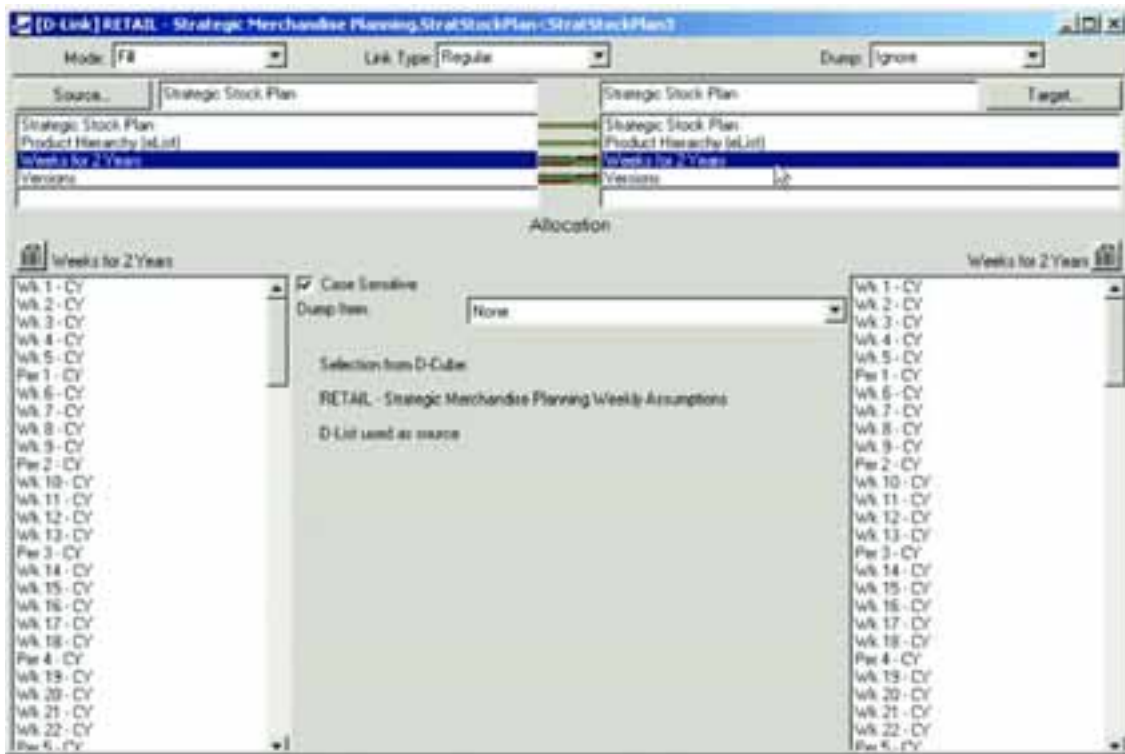 [D-Link] RETAIL - Strategic Merchandise Planning.StratStockPlan<StratStockPlan3
Mode: Fill Link Type: Regular Dump: Ignore
Source... Strategic Stock Plan Strategic Stock Plan Target...
Strategic Stock Plan Strategic Stock Plan
Product Hierarchy (eList) Product Hierarchy (eList)
Weeks for 2 Years Weeks for 2 Years
Versions Versions
Allocation
Weeks for 2 Years Weeks for 2 Years
Wk 1 - CY Case Sensitive Wk 1 - CY
Wk 2 - CY Dump Item: None Wk 2 - CY
Wk 3 - CY Wk 3 - CY
Wk 4 - CY Wk 4 - CY
Wk 5 - CY Selection from D-Cube: Wk 5 - CY
Per 1 - CY Per 1 - CY
Wk 6 - CY RETAIL - Strategic Merchandise Planning.Weekly Assumptions Wk 6 - CY
Wk 7 - CY Wk 7 - CY
Wk 8 - CY D-List used as source Wk 8 - CY
Wk 9 - CY Wk 9 - CY
Per 2 - CY Per 2 - CY
Wk 10 - CY Wk 10 - CY
Wk 11 - CY Wk 11 - CY
Wk 12 - CY Wk 12 - CY
Wk 13 - CY Wk 13 - CY
Per 3 - CY Per 3 - CY
Wk 14 - CY Wk 14 - CY
Wk 15 - CY Wk 15 - CY
Wk 16 - CY Wk 16 - CY
Wk 17 - CY Wk 17 - CY
Wk 18 - CY Wk 18 - CY
Per 4 - CY Per 4 - CY
Wk 19 - CY Wk 19 - CY
Wk 20 - CY Wk 20 - CY
Wk 21 - CY Wk 21 - CY
Wk 22 - CY Wk 22 - CY
Per 5 - CY Per 5 - CY